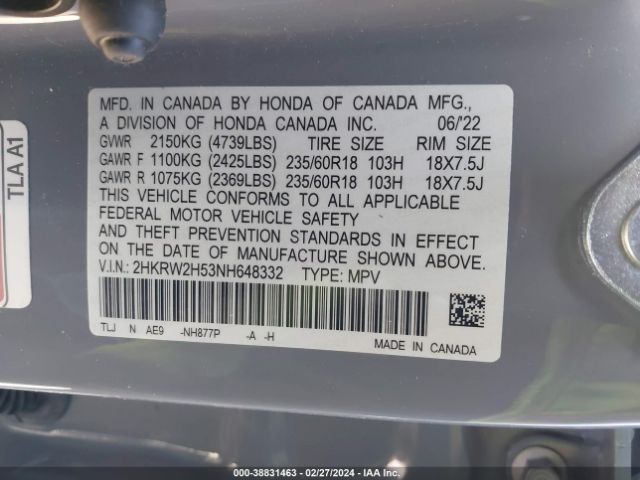 TLA A1
MFD. IN CANADA BY HONDA OF CANADA MFG.,
A DIVISION OF HONDA CANADA INC. 06/'22
GVWR 2150KG (4739LBS) TIRE SIZE RIM SIZE
GAWR F 1100KG (2425LBS) 235/60R18 103H 18X7.5J
GAWR R 1075KG (2369LBS) 235/60R18 103H 18X7.5J
THIS VEHICLE CONFORMS TO ALL APPLICABLE
FEDERAL MOTOR VEHICLE SAFETY
AND THEFT PREVENTION STANDARDS IN EFFECT
ON THE DATE OF MANUFACTURE SHOWN ABOVE.
V.I.N.: 2HKRW2H53NH648332 TYPE: MPV
TLJ N AE9 -NH877P -A -H
MADE IN CANADA
000-38831463 - 02/27/2024 - IAA Inc.